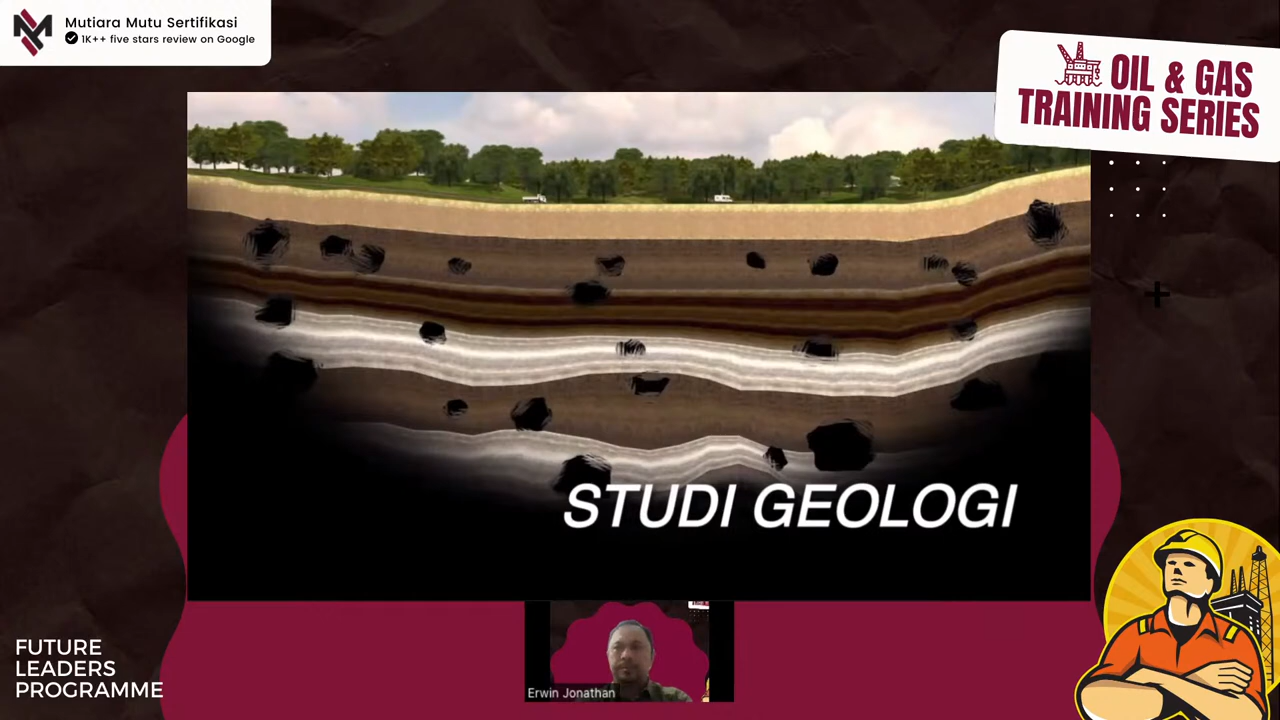 Mutiara Mutu Sertifikasi
1K++ five stars review on Google
OIL & GAS
TRAINING SERIES
STUDI GEOLOGI
Erwin Jonathan
FUTURE
LEADERS
PROGRAMME